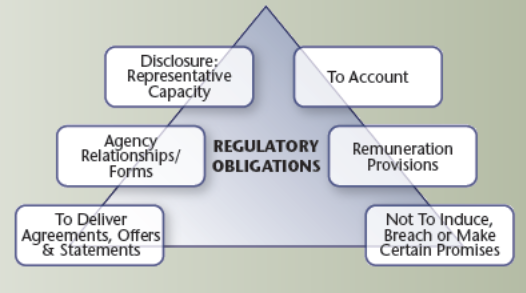 Disclosure:
Representative
Capacity
To Account
Agency
Relationships/
Forms
REGULATORY
OBLIGATIONS
Remuneration
Provisions
To Deliver
Agreements, Offers
& Statements
Not To Induce,
Breach or Make
Certain Promises